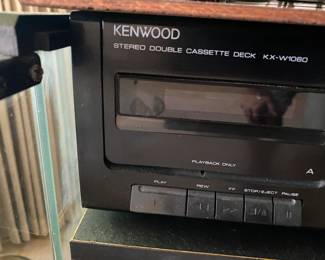 KENWOOD
STEREO DOUBLE CASSETTE DECK KX-W1060
PLAYBACK ONLY
A
PLAY REW FF STOP/EJECT PAUSE